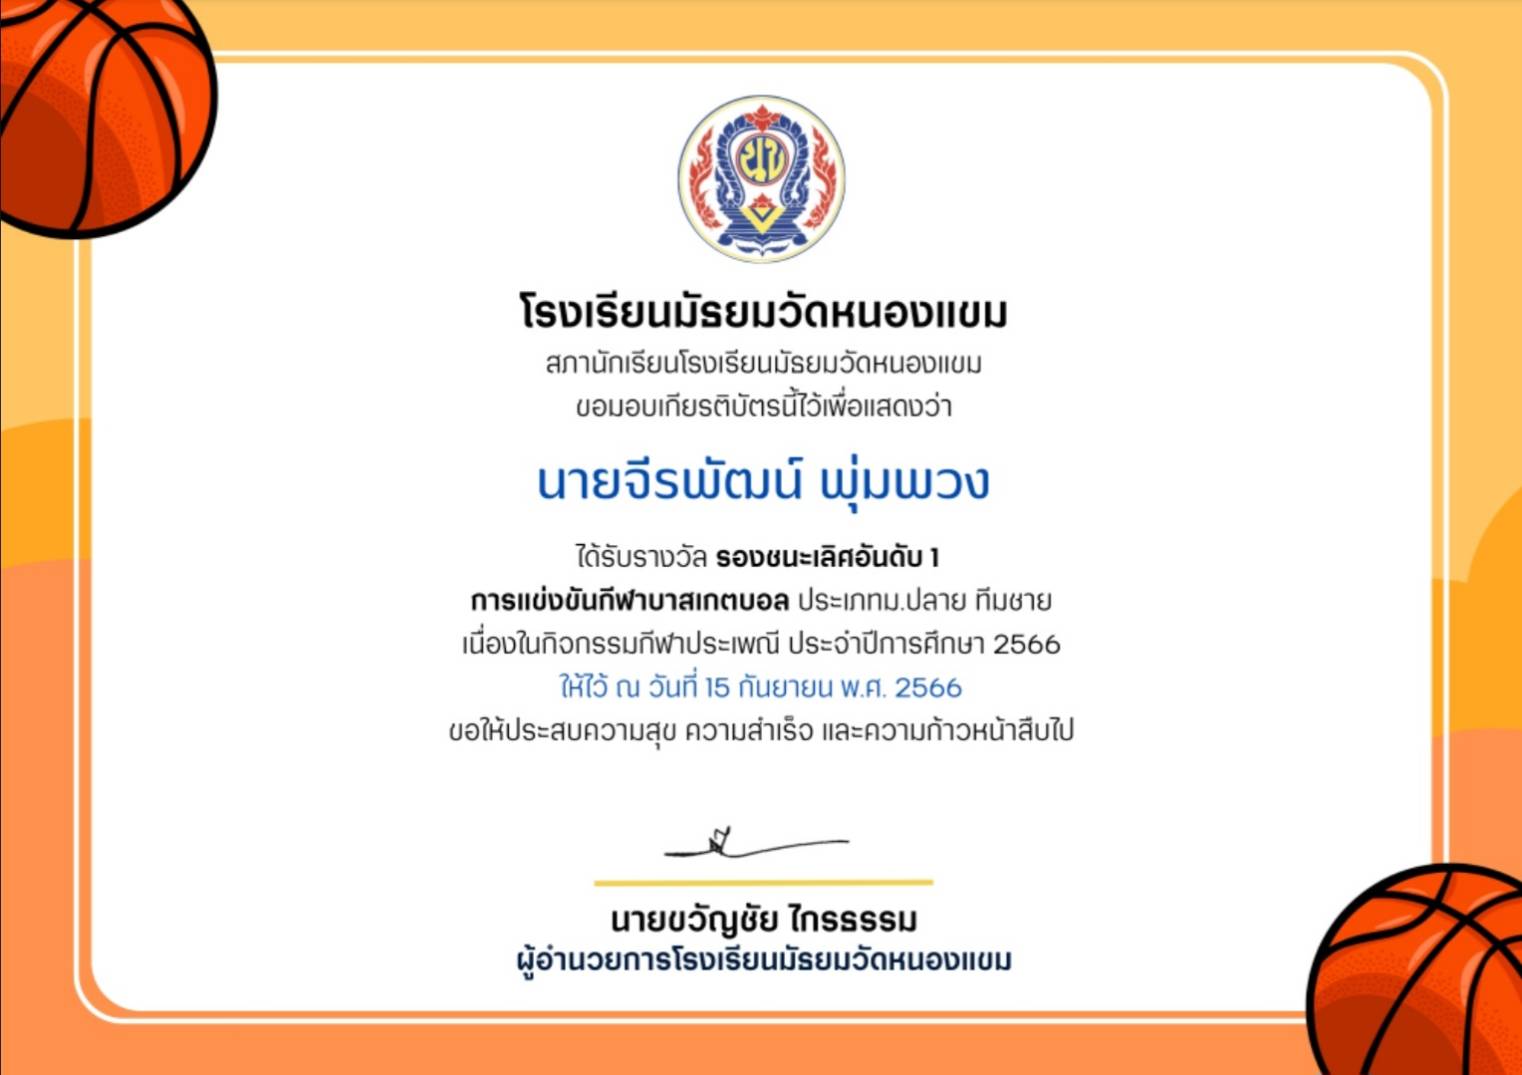 นข
โรงเรียนมัธยมวัดหนองแขม
สภานักเรียนโรงเรียนมัธยมวัดหนองแขม
ขอมอบเกียรติบัตรนี้ไว้เพื่อแสดงว่า
นายจีรพัฒน์ พุ่มพวง
ได้รับรางวัล รองชนะเลิศอันดับ 1
การแข่งขันกีฬาบาสเกตบอล ประเภทม.ปลาย ทีมชาย
เนื่องในกิจกรรมกีฬาประเพณี ประจำปีการศึกษา 2566
ให้ไว้ ณ วันที่ 15 กันยายน พ.ศ. 2566
ขอให้ประสบความสุข ความสำเร็จ และความก้าวหน้าสืบไป
นายขวัญชัย ไกรธรรม
ผู้อำนวยการโรงเรียนมัธยมวัดหนองแขม